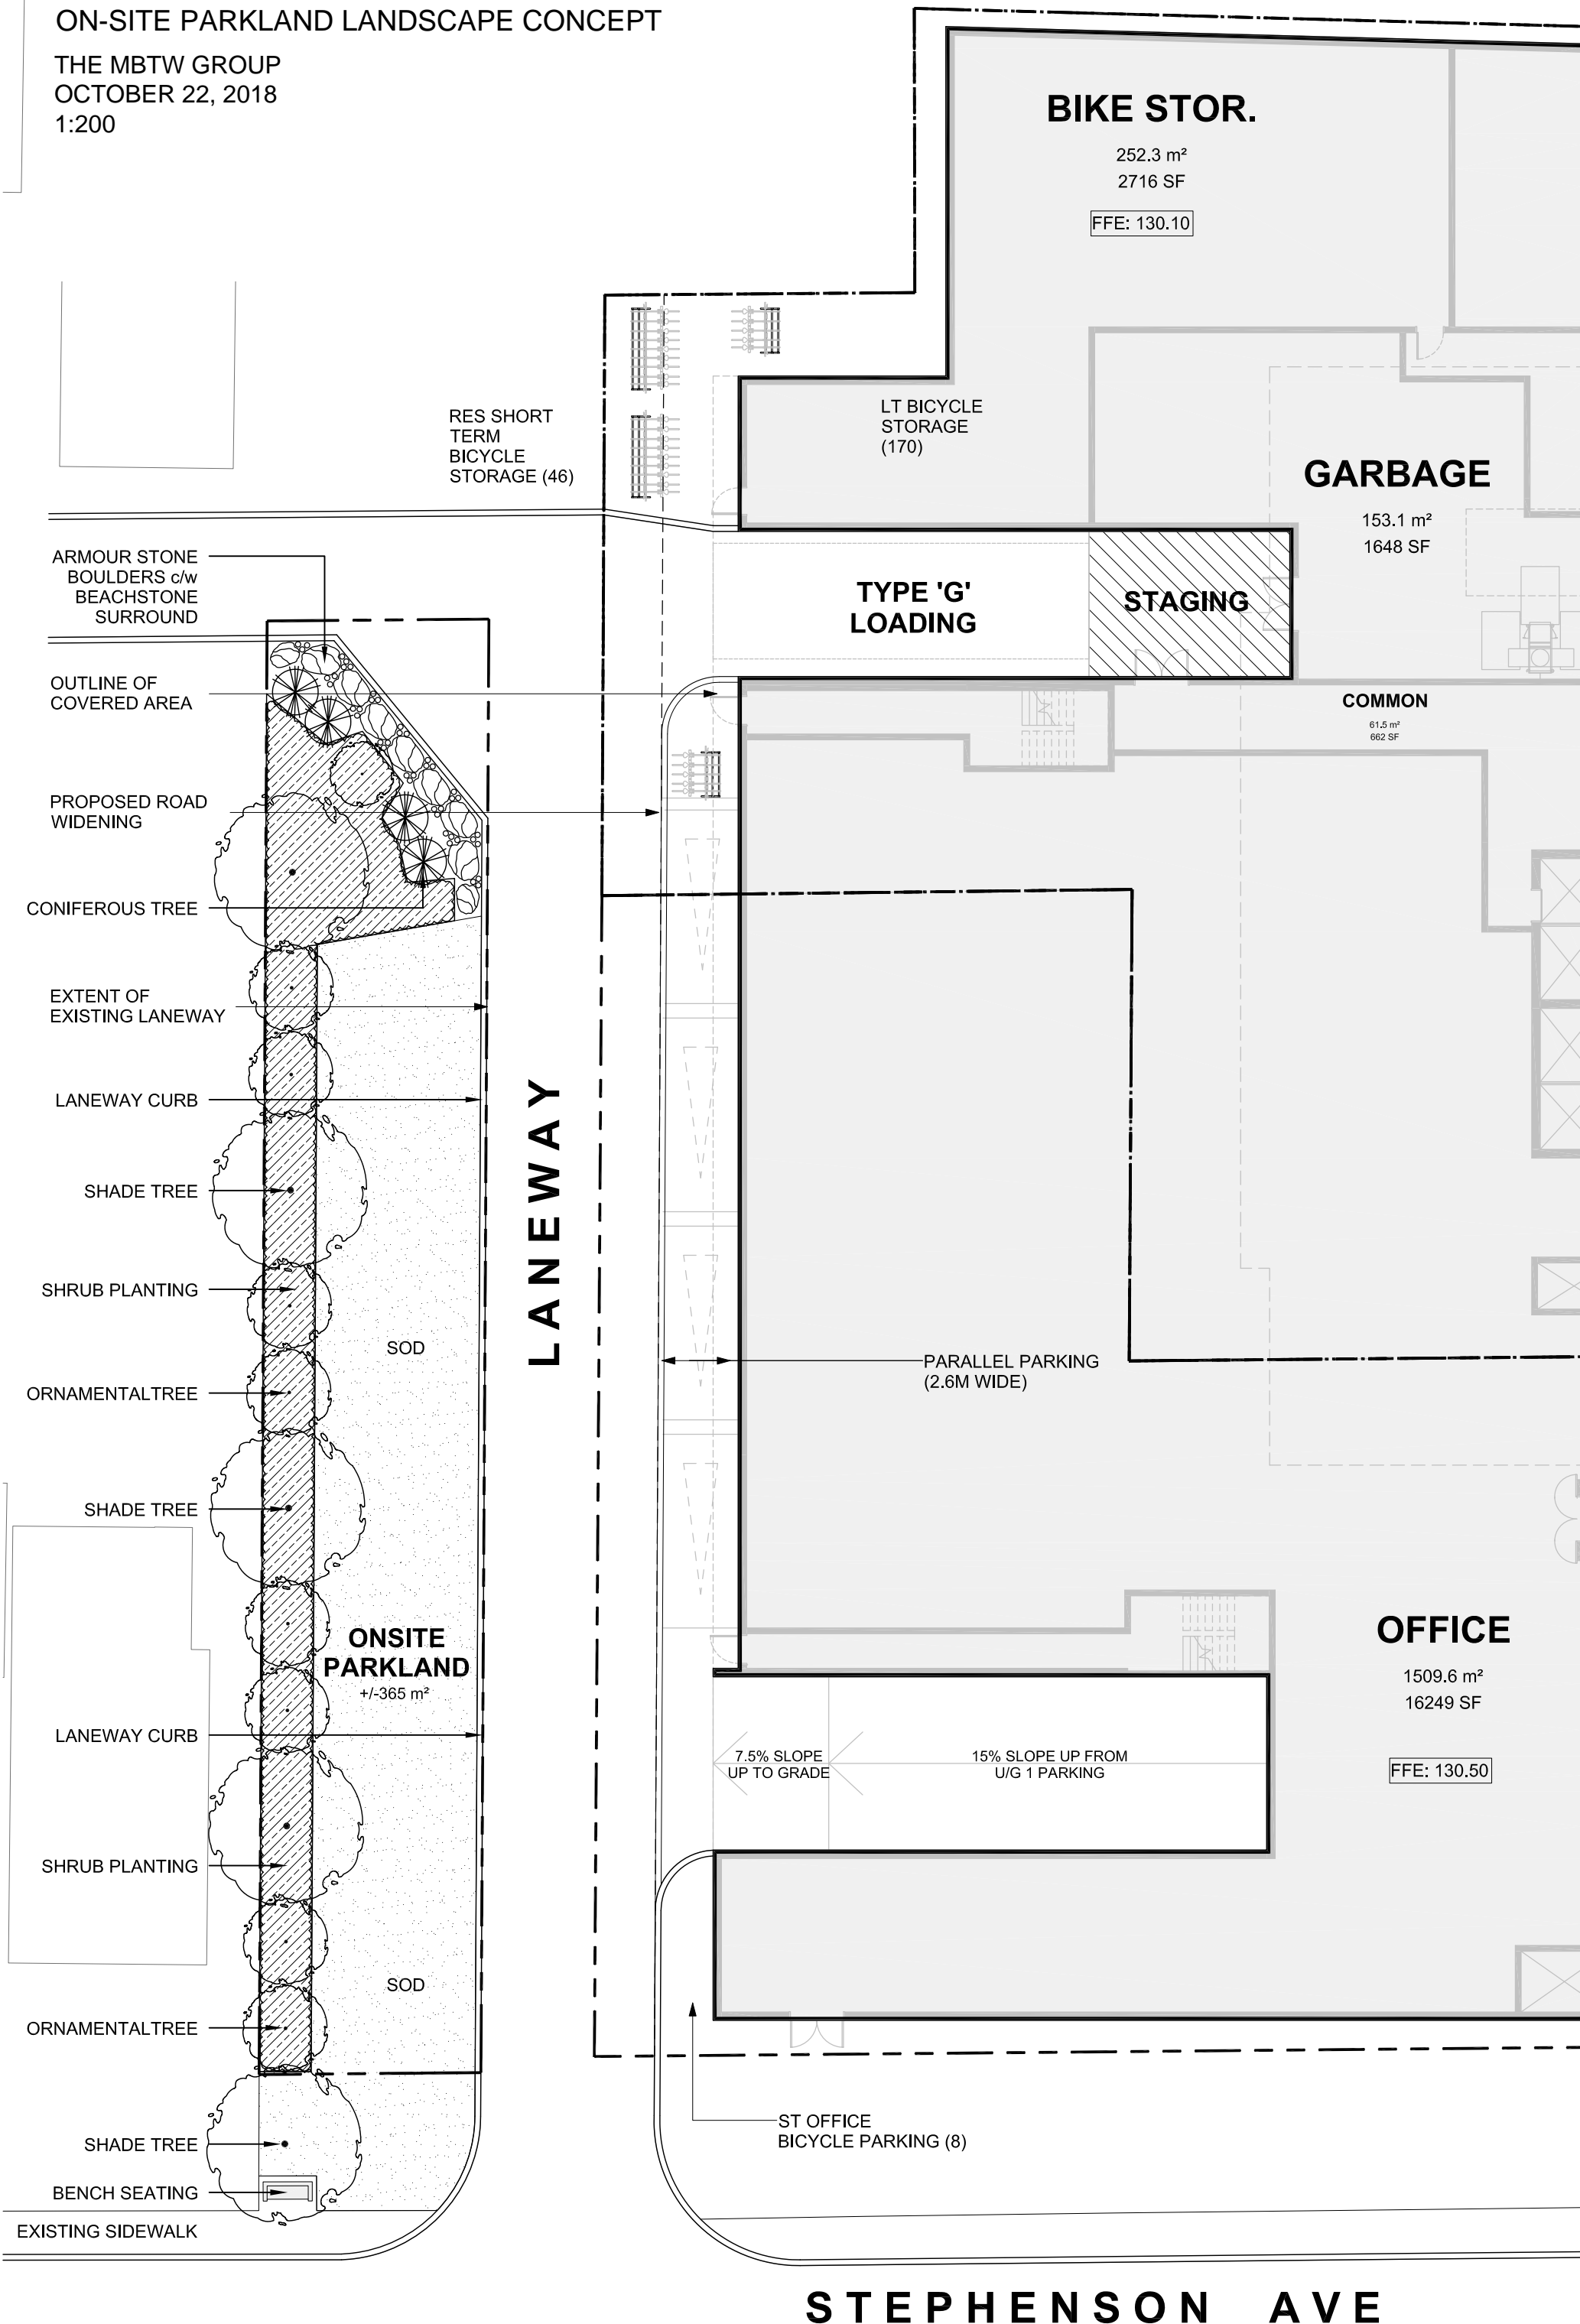 ON-SITE PARKLAND LANDSCAPE CONCEPT
THE MBTW GROUP
OCTOBER 22, 2018
1:200
BIKE STOR.
252.3 m²
2716 SF
FFE: 130.10
RES SHORT
TERM
BICYCLE
STORAGE (46)
LT BICYCLE
STORAGE
(170)
GARBAGE
153.1 m²
1648 SF
ARMOUR STONE
BOULDERS c/w
BEACHSTONE
SURROUND
TYPE 'G'
LOADING
STAGING
OUTLINE OF
COVERED AREA
COMMON
61.5 m²
662 SF
PROPOSED ROAD
WIDENING
CONIFEROUS TREE
EXTENT OF
EXISTING LANEWAY
LANEWAY CURB
LANEWAY
SHADE TREE
SHRUB PLANTING
SOD
PARALLEL PARKING
(2.6M WIDE)
ORNAMENTALTREE
SHADE TREE
ONSITE
PARKLAND
+/-365 m²
OFFICE
1509.6 m²
16249 SF
FFE: 130.50
LANEWAY CURB
7.5% SLOPE
UP TO GRADE
15% SLOPE UP FROM
U/G 1 PARKING
SHRUB PLANTING
SOD
ORNAMENTALTREE
ST OFFICE
BICYCLE PARKING (8)
SHADE TREE
BENCH SEATING
EXISTING SIDEWALK
STEPHENSON AVE